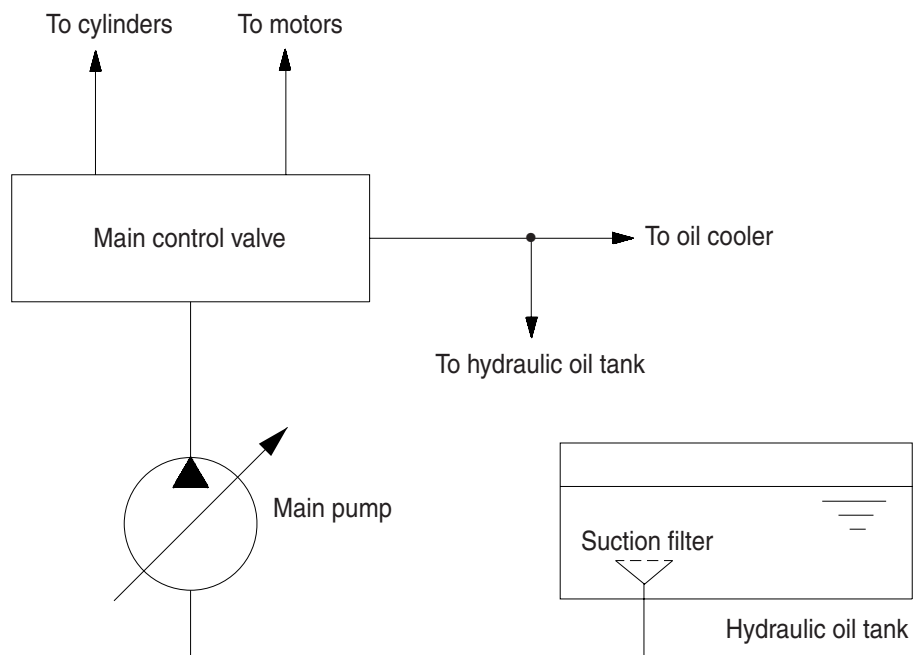 To cylinders
To motors
Main control valve
To oil cooler
To hydraulic oil tank
Main pump
Suction filter
Hydraulic oil tank